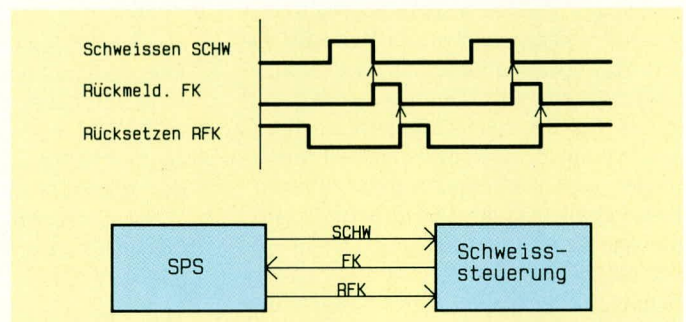 Schweissen SCHW
Rückmeld. FK
Rücksetzen RFK
SCHW
SPS
FK
RFK
Schweiss-
steuerung